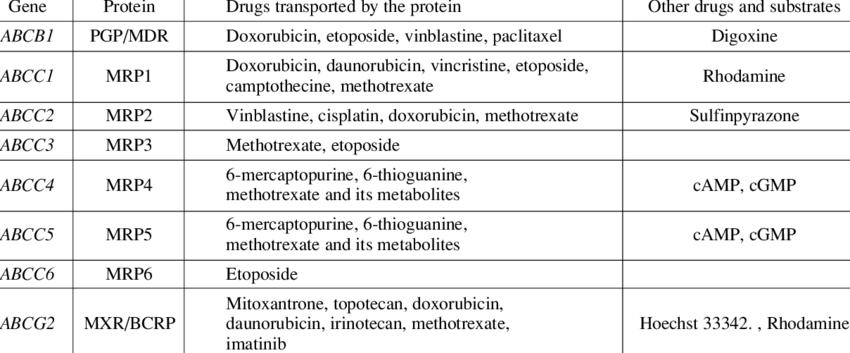 Gene Protein Drugs transported by the protein Other drugs and substrates
ABCB1 PGP/MDR Doxorubicin, etoposide, vinblastine, paclitaxel Digoxine
ABCC1 MRP1 Doxorubicin, daunorubicin, vincristine, etoposide,
camptothecine, methotrexate Rhodamine
ABCC2 MRP2 Vinblastine, cisplatin, doxorubicin, methotrexate Sulfinpyrazone
ABCC3 MRP3 Methotrexate, etoposide
ABCC4 MRP4 6-mercaptopurine, 6-thioguanine,
methotrexate and its metabolites cAMP, cGMP
ABCC5 MRP5 6-mercaptopurine, 6-thioguanine,
methotrexate and its metabolites cAMP, cGMP
ABCC6 MRP6 Etoposide
ABCG2 MXR/BCRP Mitoxantrone, topotecan, doxorubicin,
daunorubicin, irinotecan, methotrexate,
imatinib Hoechst 33342. , Rhodamine